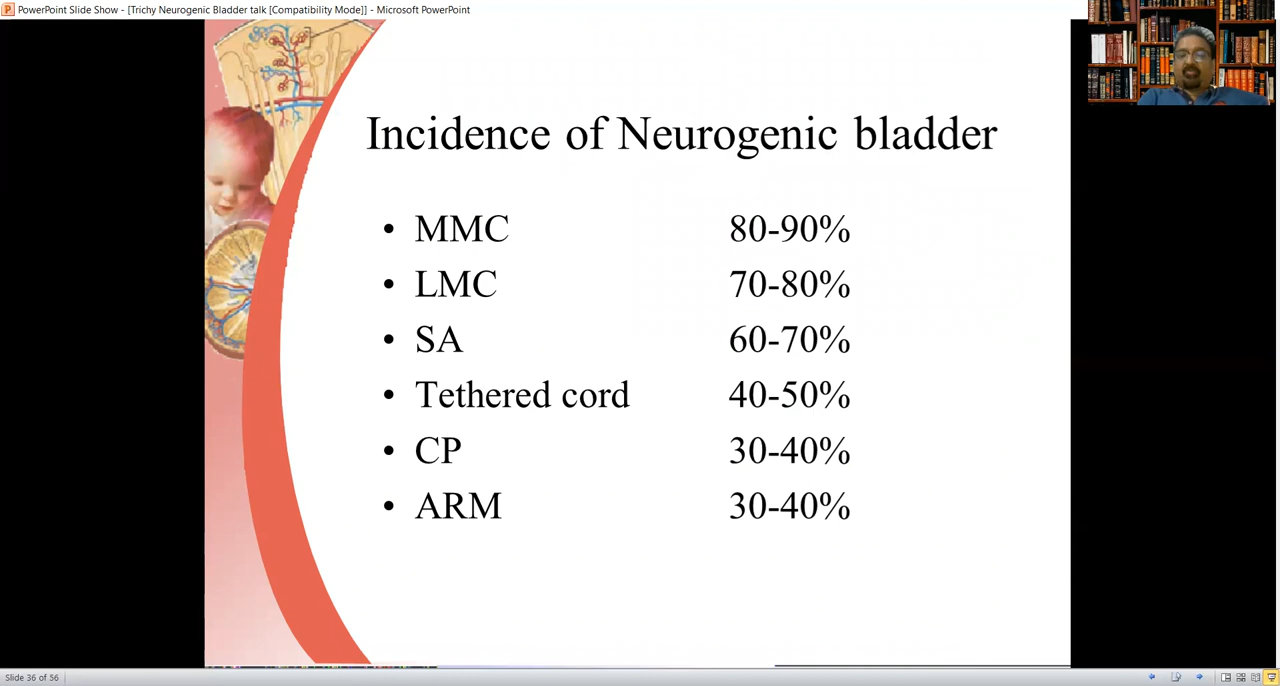 PowerPoint Slide Show - [Trichy Neurogenic Bladder talk [Compatibility Mode]] - Microsoft PowerPoint
Incidence of Neurogenic bladder
• MMC 80-90%
• LMC 70-80%
• SA 60-70%
• Tethered cord 40-50%
• CP 30-40%
• ARM 30-40%
Slide 36 of 56